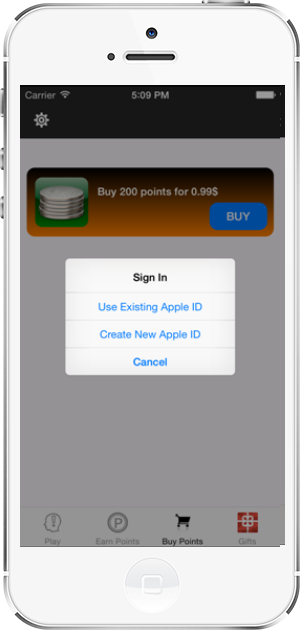 Carrier 5:09 PM
Buy 200 points for 0.99$
BUY
Sign In
Use Existing Apple ID
Create New Apple ID
Cancel
Play Earn Points Buy Points Gifts